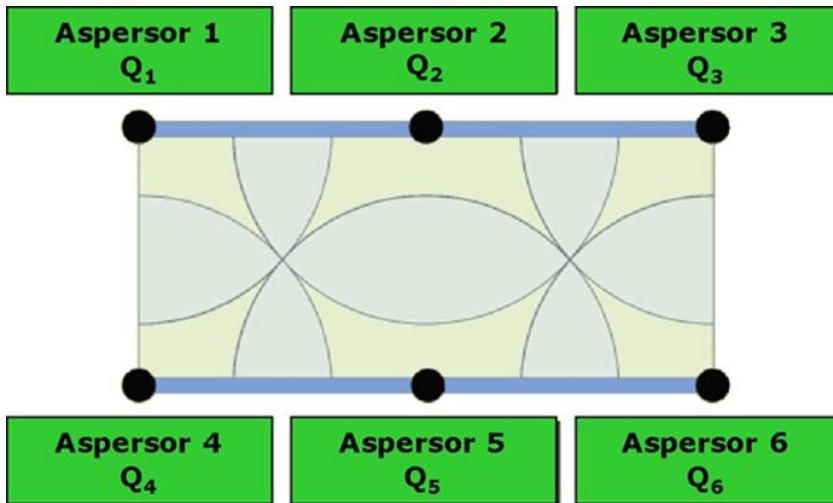 Aspersor 1
Q₁
Aspersor 2
Q₂
Aspersor 3
Q₃
Aspersor 4
Q₄
Aspersor 5
Q₅
Aspersor 6
Q₆